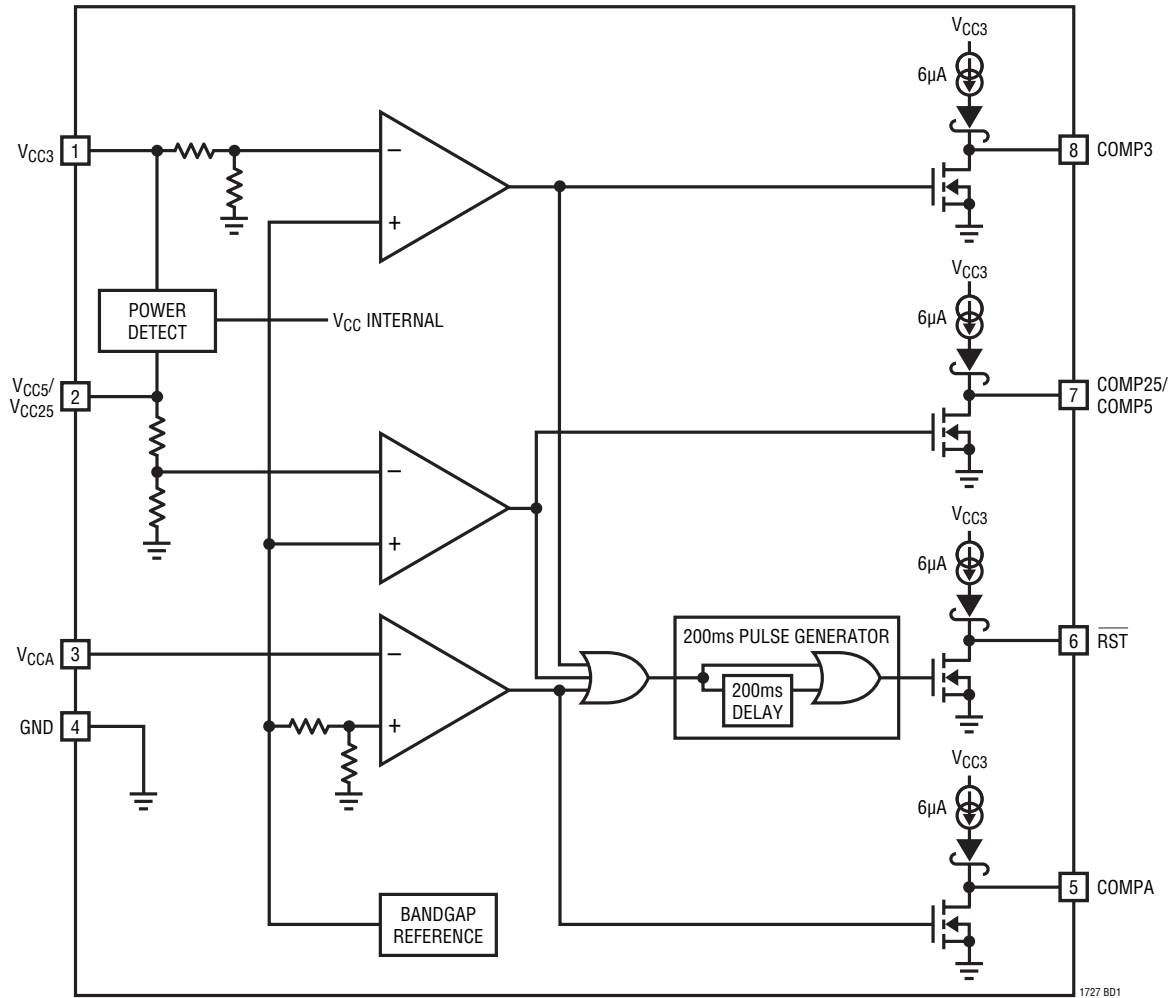 VCC3
6µA
VCC3
1
8
COMP3
−
+
VCC3
6µA
POWER
DETECT
VCC INTERNAL
VCC5/
VCC25
2
7
COMP25/
COMP5
−
+
VCC3
6µA
VCCA
3
−
200ms PULSE GENERATOR
6
RST
200ms
DELAY
GND
4
+
VCC3
6µA
5
COMPA
BANDGAP
REFERENCE
1727 BD1